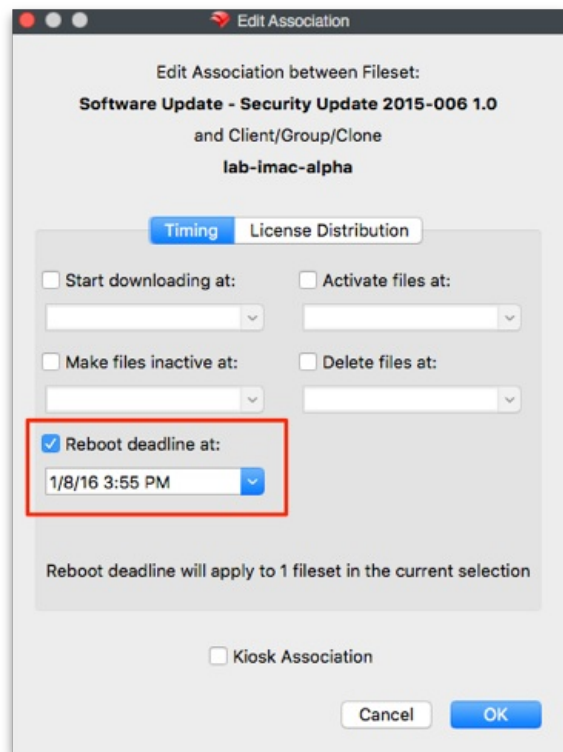 Edit Association
Edit Association between Fileset:
Software Update - Security Update 2015-006 1.0
and Client/Group/Clone
lab-imac-alpha
Timing License Distribution
Start downloading at: Activate files at:
Make files inactive at: Delete files at:
Reboot deadline at:
1/8/16 3:55 PM
Reboot deadline will apply to 1 fileset in the current selection
Kiosk Association
Cancel OK